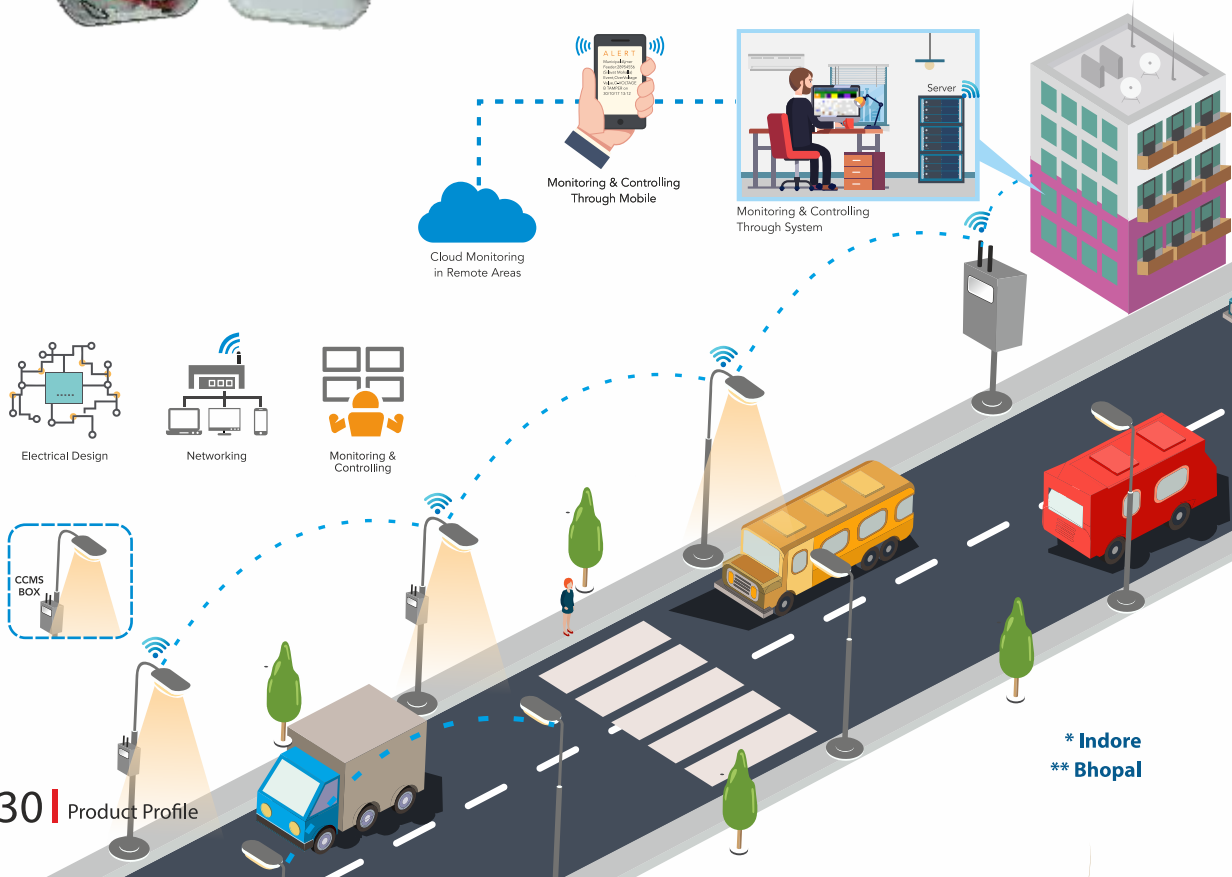 ALERT
Monitoring & Controlling
Through Mobile
Server
Monitoring & Controlling
Through System
Cloud Monitoring
in Remote Areas
Electrical Design
Networking
Monitoring &
Controlling
CCMS
BOX
* Indore
** Bhopal
30 Product Profile